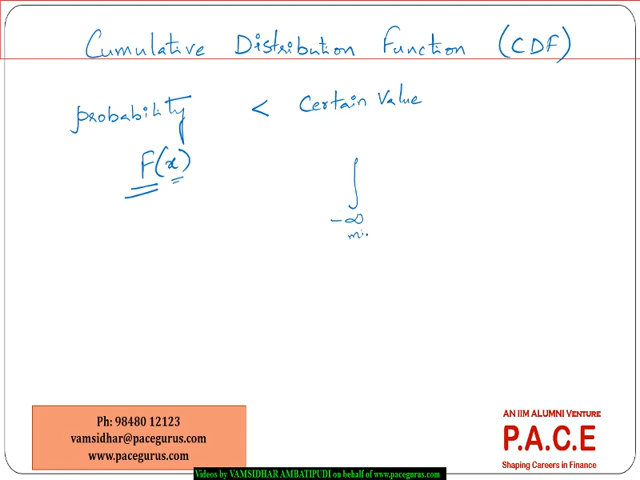 Cumulative Distribution Function (CDF)
probability < Certain Value
F(x)
∫
-∞
mi.
Ph: 98480 12123
vamsidhar@pacegurus.com
www.pacegurus.com
AN IIM ALUMNI VENTURE
P.A.C.E
Shaping Careers in Finance
Videos by VAMSIDHAR AMBATIPUDI on behalf of www.pacegurus.com